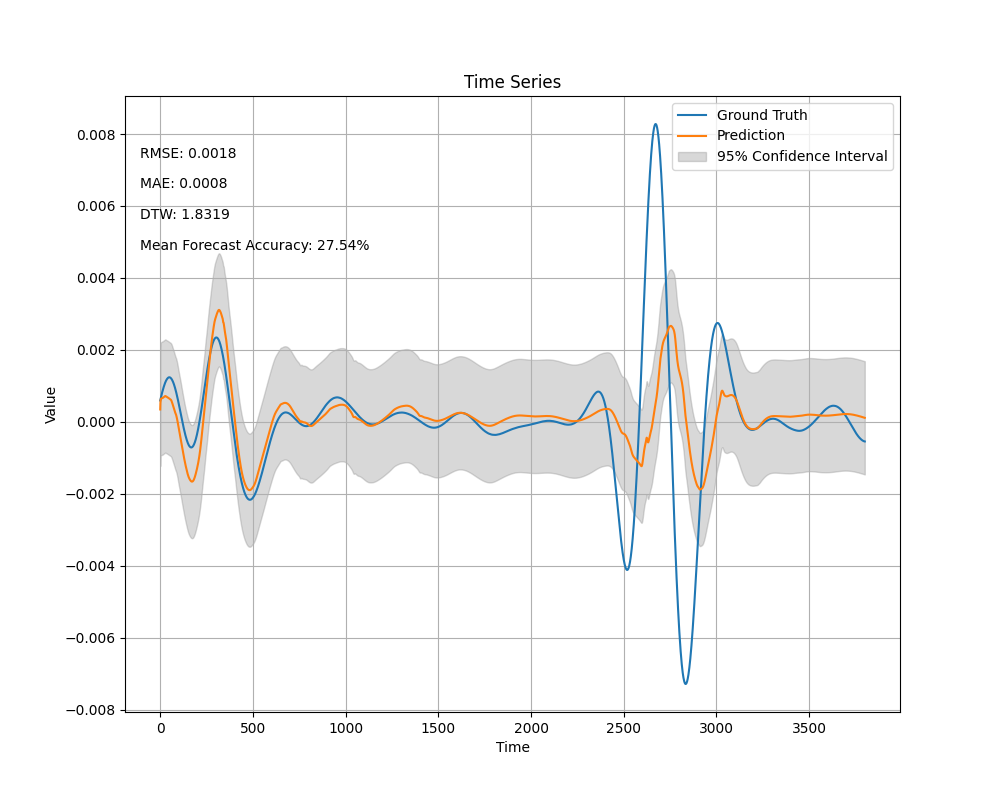 Time Series
Ground Truth
Prediction
95% Confidence Interval
RMSE: 0.0018
MAE: 0.0008
DTW: 1.8319
Mean Forecast Accuracy: 27.54%
Value
0.008
0.006
0.004
0.002
0.000
−0.002
−0.004
−0.006
−0.008
0 500 1000 1500 2000 2500 3000 3500
Time